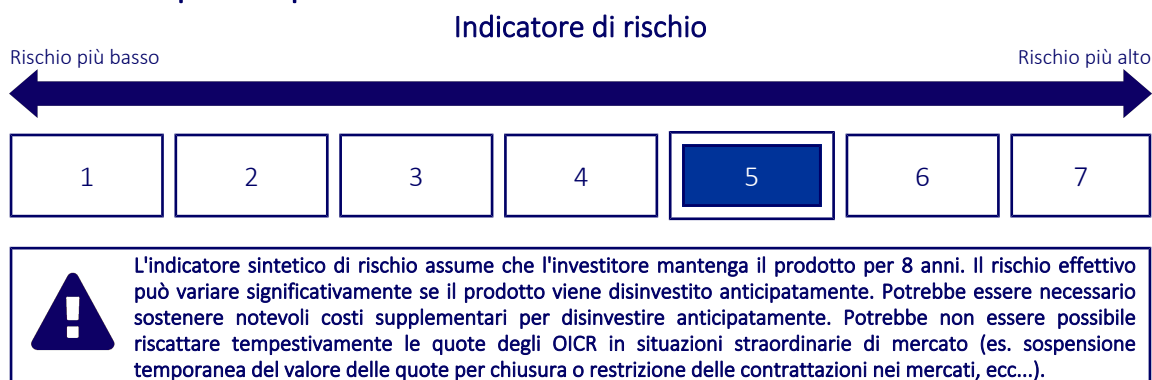 Indicatore di rischio
Rischio più basso
Rischio più alto
1
2
3
4
5
6
7
L'indicatore sintetico di rischio assume che l'investitore mantenga il prodotto per 8 anni. Il rischio effettivo
può variare significativamente se il prodotto viene disinvestito anticipatamente. Potrebbe essere necessario
sostenere notevoli costi supplementari per disinvestire anticipatamente. Potrebbe non essere possibile
riscattare tempestivamente le quote degli OICR in situazioni straordinarie di mercato (es. sospensione
temporanea del valore delle quote per chiusura o restrizione delle contrattazioni nei mercati, ecc...).